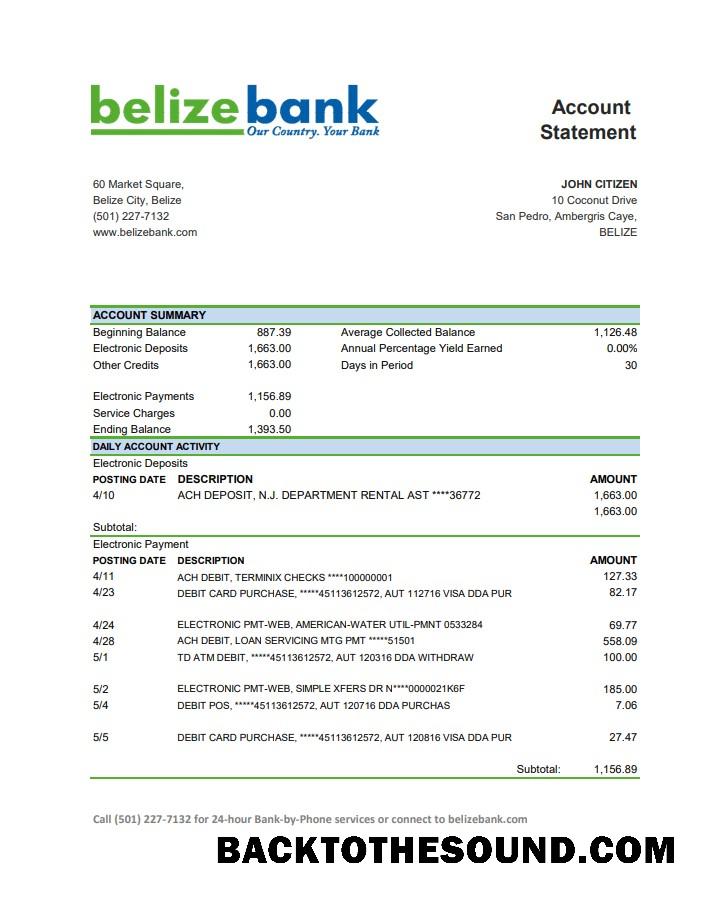 belizebank
Our Country. Your Bank
Account
Statement
60 Market Square,
Belize City, Belize
(501) 227-7132
www.belizebank.com
JOHN CITIZEN
10 Coconut Drive
San Pedro, Ambergris Caye,
BELIZE
ACCOUNT SUMMARY
Beginning Balance 887.39 Average Collected Balance 1,126.48
Electronic Deposits 1,663.00 Annual Percentage Yield Earned 0.00%
Other Credits 1,663.00 Days in Period 30
Electronic Payments 1,156.89
Service Charges 0.00
Ending Balance 1,393.50
DAILY ACCOUNT ACTIVITY
Electronic Deposits
POSTING DATE DESCRIPTION AMOUNT
4/10 ACH DEPOSIT, N.J. DEPARTMENT RENTAL AST ****36772 1,663.00
1,663.00
Subtotal:
Electronic Payment
POSTING DATE DESCRIPTION AMOUNT
4/11 ACH DEBIT, TERMINIX CHECKS ****100000001 127.33
4/23 DEBIT CARD PURCHASE, *****45113612572, AUT 112716 VISA DDA PUR 82.17
4/24 ELECTRONIC PMT-WEB, AMERICAN-WATER UTIL-PMNT 0533284 69.77
4/28 ACH DEBIT, LOAN SERVICING MTG PMT *****51501 558.09
5/1 TD ATM DEBIT, *****45113612572, AUT 120316 DDA WITHDRAW 100.00
5/2 ELECTRONIC PMT-WEB, SIMPLE XFERS DR N****0000021K6F 185.00
5/4 DEBIT POS, *****45113612572, AUT 120716 DDA PURCHAS 7.06
5/5 DEBIT CARD PURCHASE, *****45113612572, AUT 120816 VISA DDA PUR 27.47
Subtotal: 1,156.89
Call (501) 227-7132 for 24-hour Bank-by-Phone services or connect to belizebank.com
BACKTOTHESOUND.COM